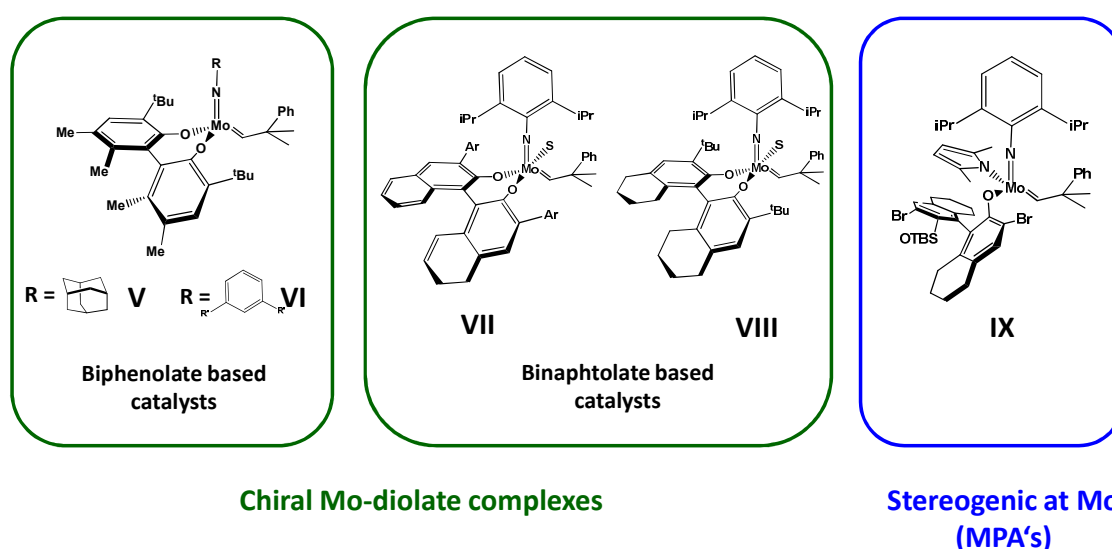 R
N
tBu
Mo
Ph
O
O
Me
Me
Me
tBu
Me
R = V R = R' R' VI
Biphenolate based
catalysts
iPr iPr
N
S
Ar
Ph
O Mo
O
Ar
VII
iPr iPr
N
S
tBu
Ph
O Mo
O
tBu
VIII
Binaphtolate based
catalysts
iPr iPr
N
N
Mo
Ph
O
Br Br
OTBS
IX
Chiral Mo-diolate complexes
Stereogenic at Mo
(MPA‘s)